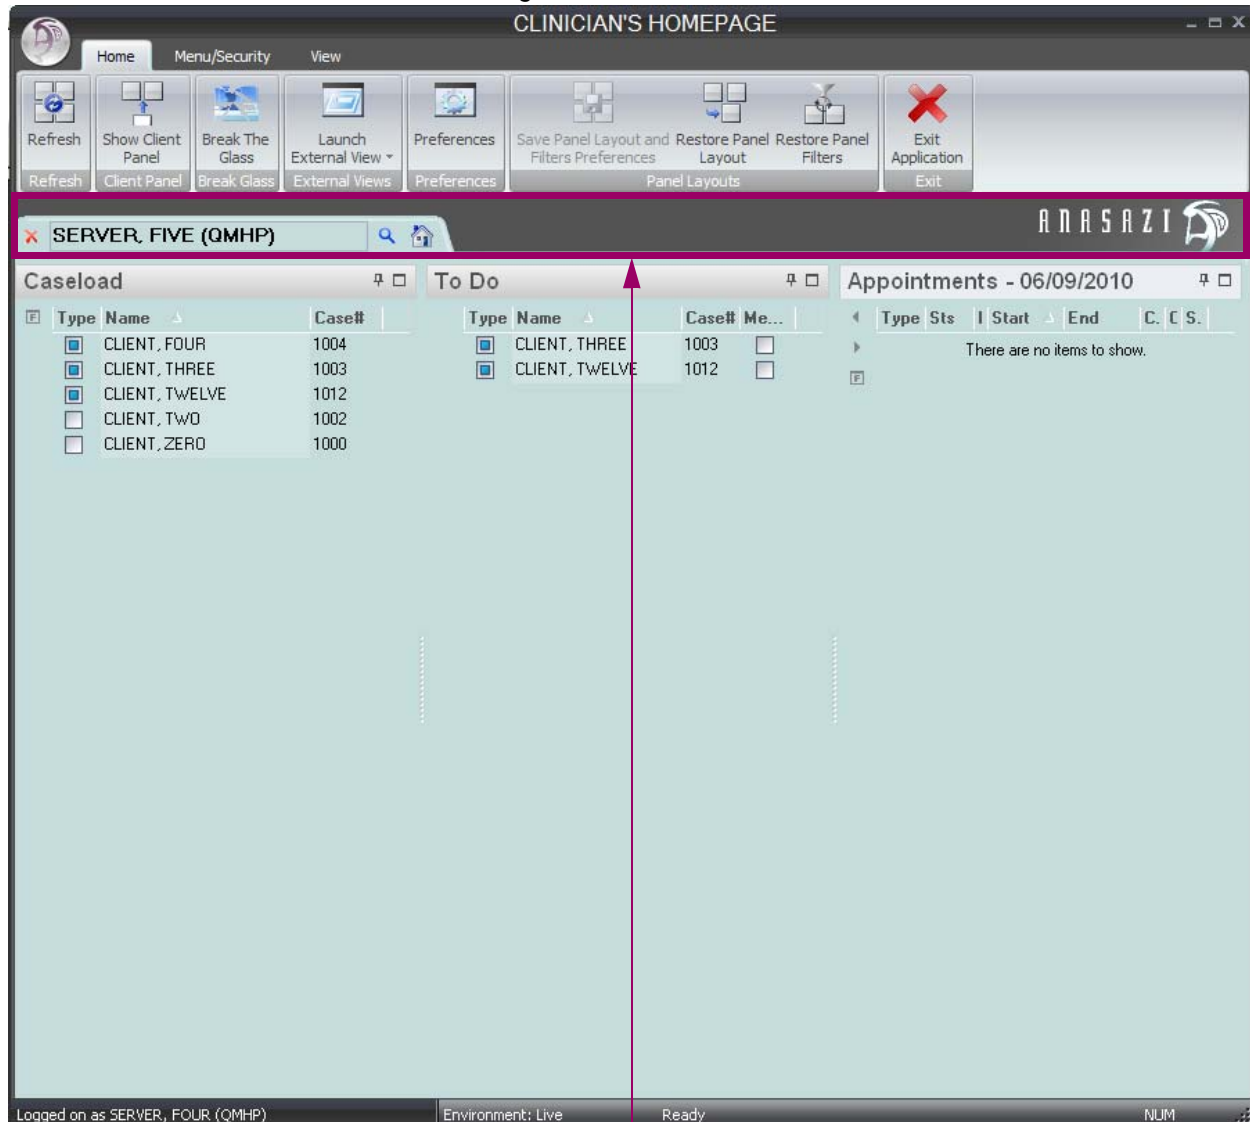 CLINICIAN'S HOMEPAGE
Home Menu/Security View
Refresh Show Client Panel Break The Glass Launch External View Preferences Save Panel Layout and Filters Preferences Restore Panel Layout Restore Panel Filters Exit Application
Refresh Client Panel Break Glass External Views Preferences Panel Layouts Exit
SERVER, FIVE (QMHP) ANASAZI
Caseload To Do Appointments - 06/09/2010
F Type Name Case# Type Name Case# Me... Type Sts I Start End C. S.
CLIENT, FOUR 1004 CLIENT, THREE 1003 There are no items to show.
CLIENT, THREE 1003 CLIENT, TWELVE 1012 F
CLIENT, TWELVE 1012
CLIENT, TWO 1002
CLIENT, ZERO 1000
Logged on as SERVER, FOUR (QMHP) Environment: Live Ready NUM